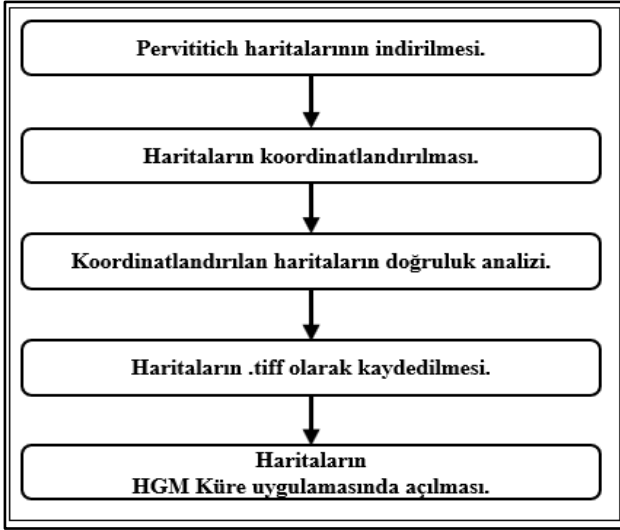 Pervititich haritalarının indirilmesi.
Haritaların koordinatlandırılması.
Koordinatlandırılan haritaların doğruluk analizi.
Haritaların .tiff olarak kaydedilmesi.
Haritaların
HGM Küre uygulamasında açılması.